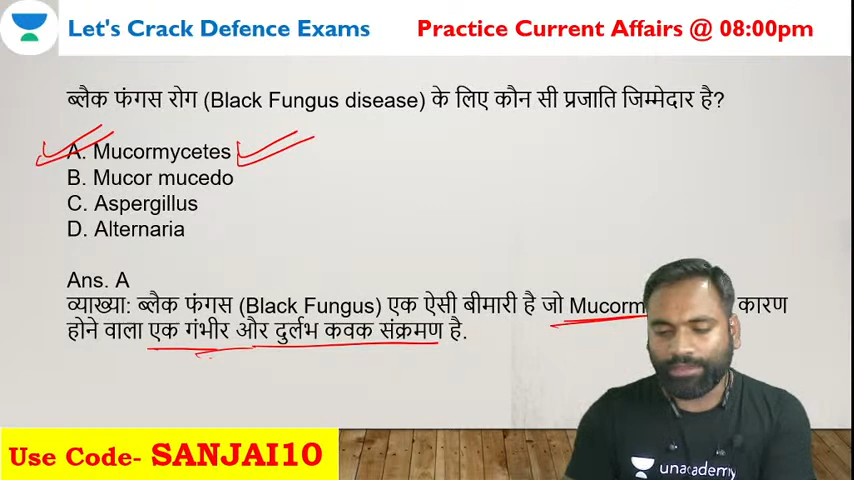 Let's Crack Defence Exams
Practice Current Affairs @ 08:00pm
ब्लैक फंगस रोग (Black Fungus disease) के लिए कौन सी प्रजाति जिम्मेदार है?
A. Mucormycetes
B. Mucor mucedo
C. Aspergillus
D. Alternaria
Ans. A
व्याख्या: ब्लैक फंगस (Black Fungus) एक ऐसी बीमारी है जो Mucorm कारण
होने वाला एक गंभीर और दुर्लभ कवक संक्रमण है.
Use Code- SANJAI10
unacademy